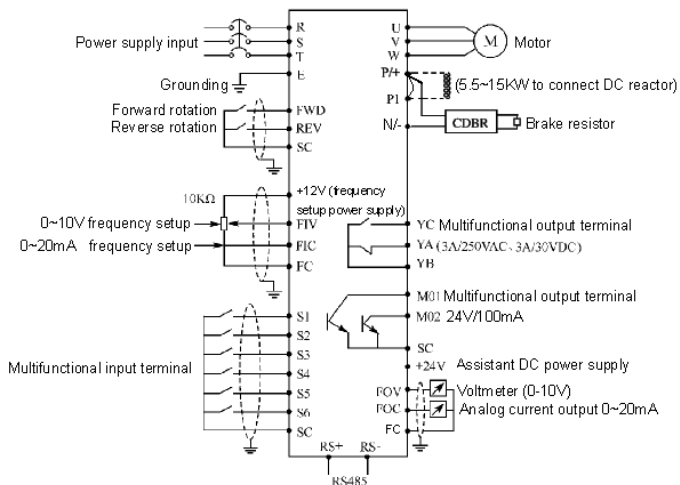 Power supply input
R
S
T
Grounding
E
Forward rotation
FWD
Reverse rotation
REV
SC
10KΩ
+12V (frequency
setup power supply)
0~10V frequency setup
FIV
0~20mA frequency setup
FIC
FC
Multifunctional input terminal
S1
S2
S3
S4
S5
S6
SC
RS+ RS-
RS485
U
V
W
M
Motor
P/+
(5.5~15KW to connect DC reactor)
P1
N/-
CDBR
Brake resistor
YC Multifunctional output terminal
YA (3A/250VAC、3A/30VDC)
YB
M01 Multifunctional output terminal
M02 24V/100mA
SC
+24V Assistant DC power supply
FOV Voltmeter (0-10V)
FOC Analog current output 0~20mA
FC